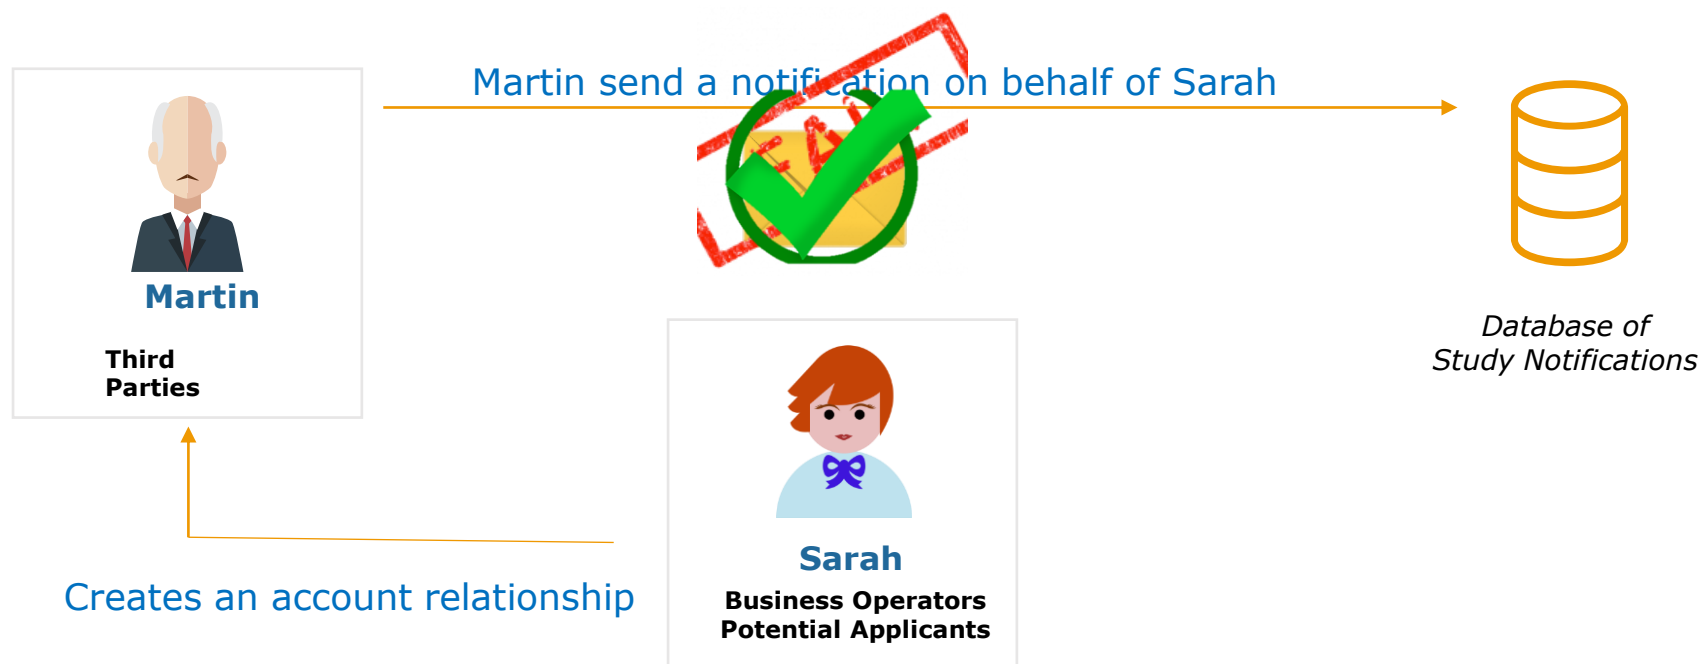 Martin send a notification on behalf of Sarah
Martin
Third
Parties
Database of
Study Notifications
Sarah
Business Operators
Potential Applicants
Creates an account relationship